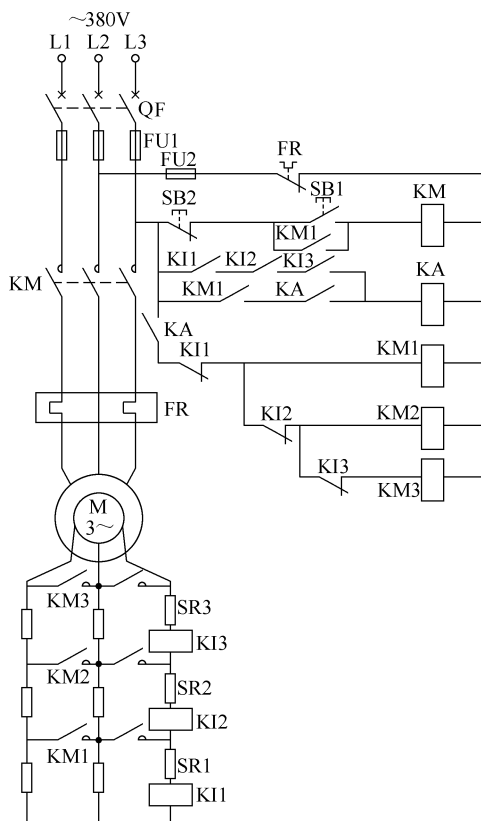 ~380V
L1 L2 L3
QF
FU1
FU2
FR
SB2
SB1
KM
KM1
KI1 KI2 KI3
KM
KA
KM1 KA
KA
KI1
KM1
FR
KI2
KM2
KI3
KM3
M
3~
KM3
SR3
KI3
KM2
SR2
KI2
KM1
SR1
KI1